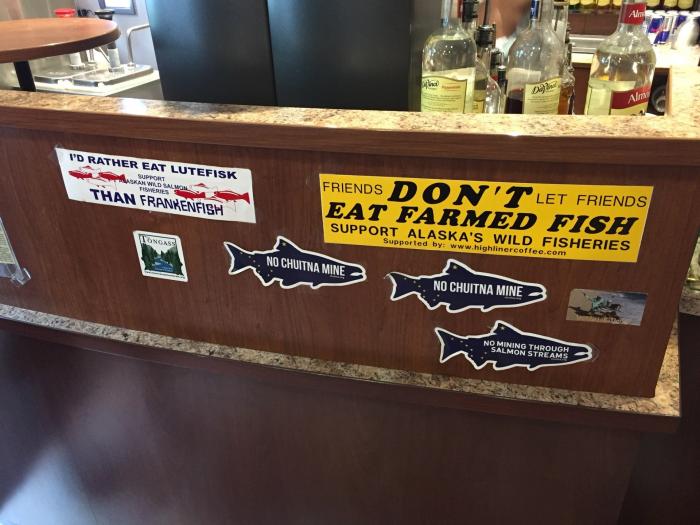 I'D RATHER EAT LUTEFISK
SUPPORT
ALASKAN WILD SALMON
FISHERIES
THAN FRANKENFISH
FRIENDS DON'T LET FRIENDS
EAT FARMED FISH
SUPPORT ALASKA'S WILD FISHERIES
Supported by: www.highlinercoffee.com
TONGASS
NO CHUITNA MINE
NO CHUITNA MINE
NO MINING THROUGH
SALMON STREAMS
DaVinci
DaVinci